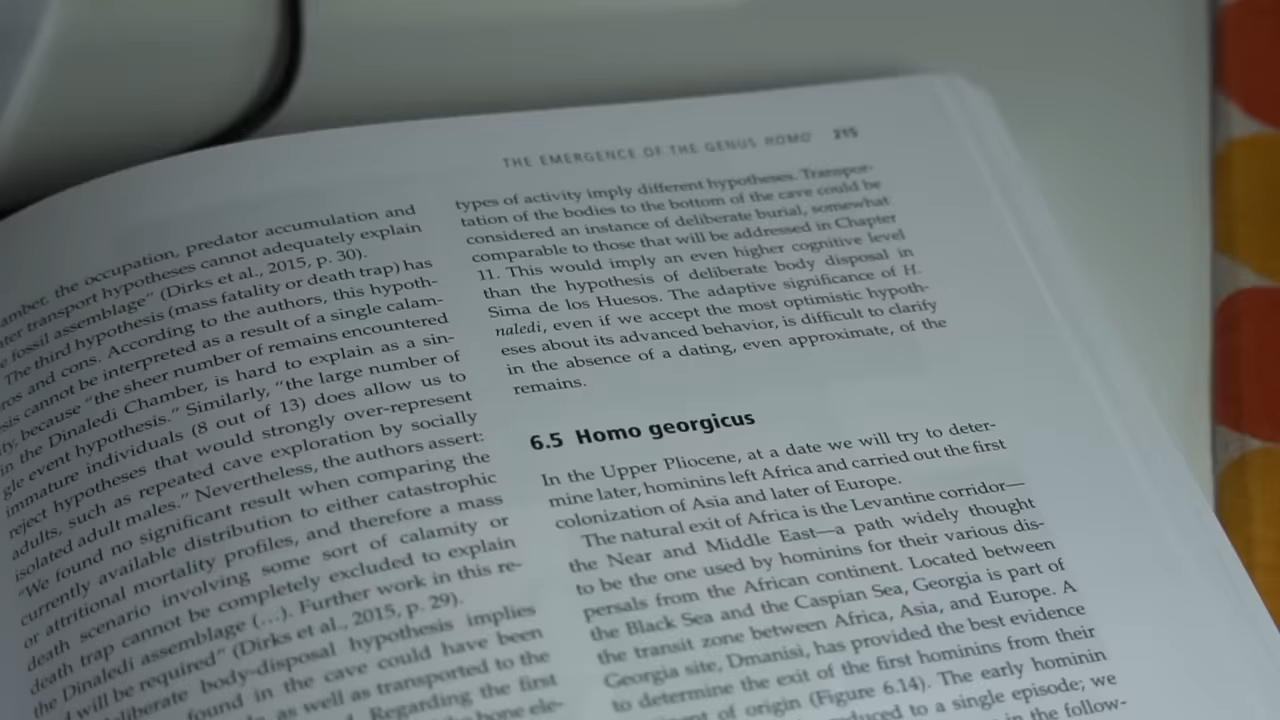 THE EMERGENCE OF THE GENUS HOMO 215
the occupation, predator accumulation and
transport hypotheses cannot adequately explain
fossil assemblage" (Dirks et al., 2015, p. 30).
The third hypothesis (mass fatality or death trap) has
and cons. According to the authors, this hypoth-
cannot be interpreted as a result of a single calam-
because "the sheer number of remains encountered
in the Dinaledi Chamber, is hard to explain as a sin-
gle event hypothesis." Similarly, "the large number of
immature individuals (8 out of 13) does allow us to
reject hypotheses that would strongly over-represent
adults, such as repeated cave exploration by socially
isolated adult males." Nevertheless, the authors assert:
"We found no significant result when comparing the
currently available distribution to either catastrophic
or attritional mortality profiles, and therefore a mass
death scenario involving some sort of calamity or
death trap cannot be completely excluded to explain
the Dinaledi assemblage (...). Further work in this re-
will be required" (Dirks et al., 2015, p. 29).
body-disposal hypothesis implies
found in the cave could have been
as well as transported to the
Regarding the first
bone ele-
types of activity imply different hypotheses. Transpor-
tation of the bodies to the bottom of the cave could be
considered an instance of deliberate burial, somewhat
comparable to those that will be addressed in Chapter
11. This would imply an even higher cognitive level
than the hypothesis of deliberate body disposal in
Sima de los Huesos. The adaptive significance of H.
naledi, even if we accept the most optimistic hypoth-
eses about its advanced behavior, is difficult to clarify
in the absence of a dating, even approximate, of the
remains.
6.5 Homo georgicus
In the Upper Pliocene, at a date we will try to deter-
mine later, hominins left Africa and carried out the first
colonization of Asia and later of Europe.
The natural exit of Africa is the Levantine corridor—
the Near and Middle East—a path widely thought
to be the one used by hominins for their various dis-
persals from the African continent. Located between
the Black Sea and the Caspian Sea, Georgia is part of
the transit zone between Africa, Asia, and Europe. A
Georgia site, Dmanisi, has provided the best evidence
to determine the exit of the first hominins from their
of origin (Figure 6.14). The early hominin
to a single episode; we
in the follow-